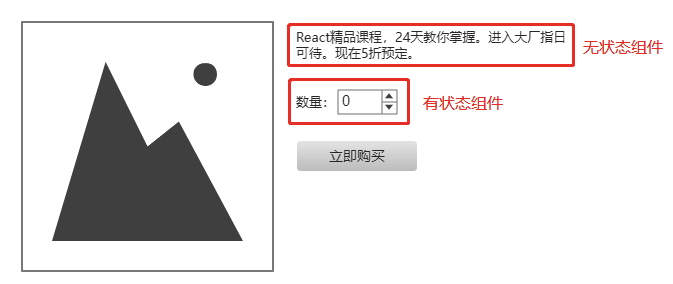 React精品课程，24天教你掌握。进入大厂指日
可待。现在5折预定。
无状态组件
数量： 0
有状态组件
立即购买